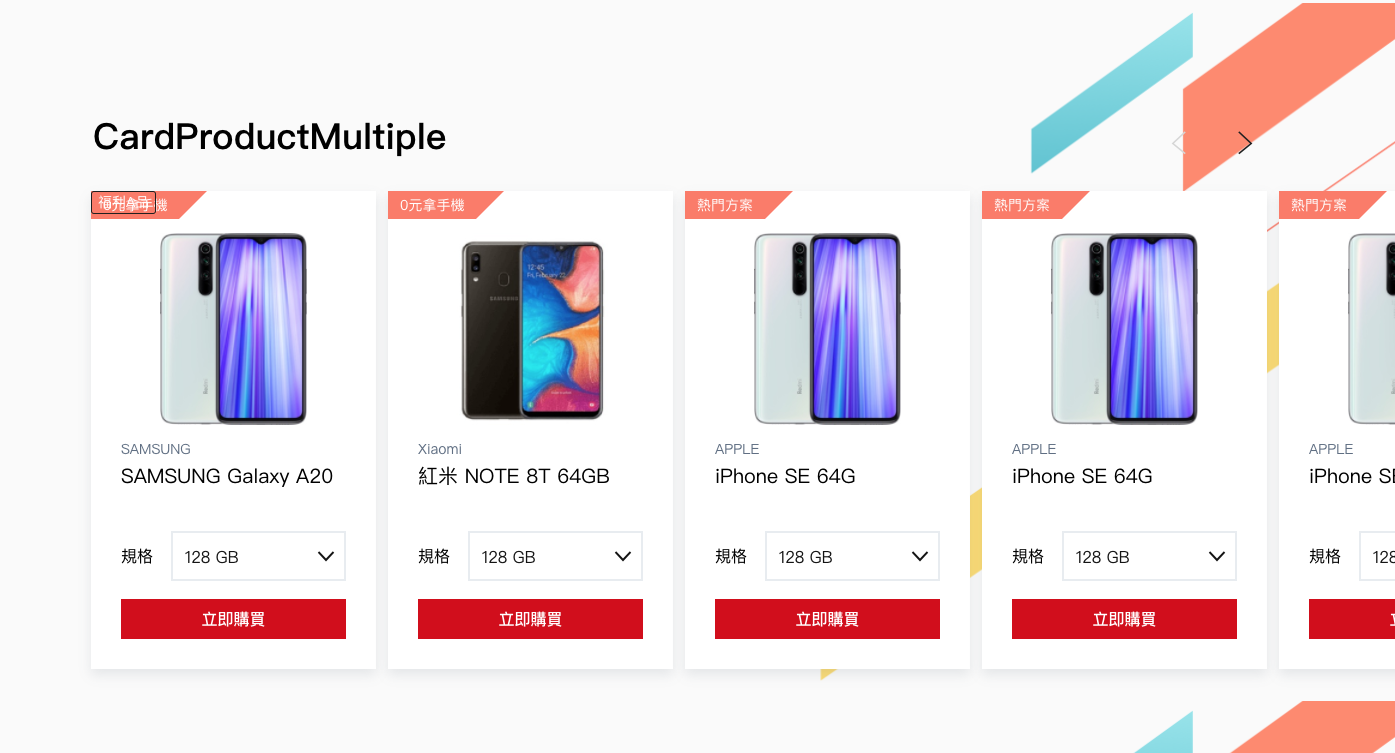 CardProductMultiple
福利品
0元拿手機
0元拿手機
熱門方案
熱門方案
熱門方案
SAMSUNG
Xiaomi
APPLE
APPLE
APPLE
SAMSUNG Galaxy A20
紅米 NOTE 8T 64GB
iPhone SE 64G
iPhone SE 64G
iPhone SE
規格
128 GB
規格
128 GB
規格
128 GB
規格
128 GB
規格
128
立即購買
立即購買
立即購買
立即購買